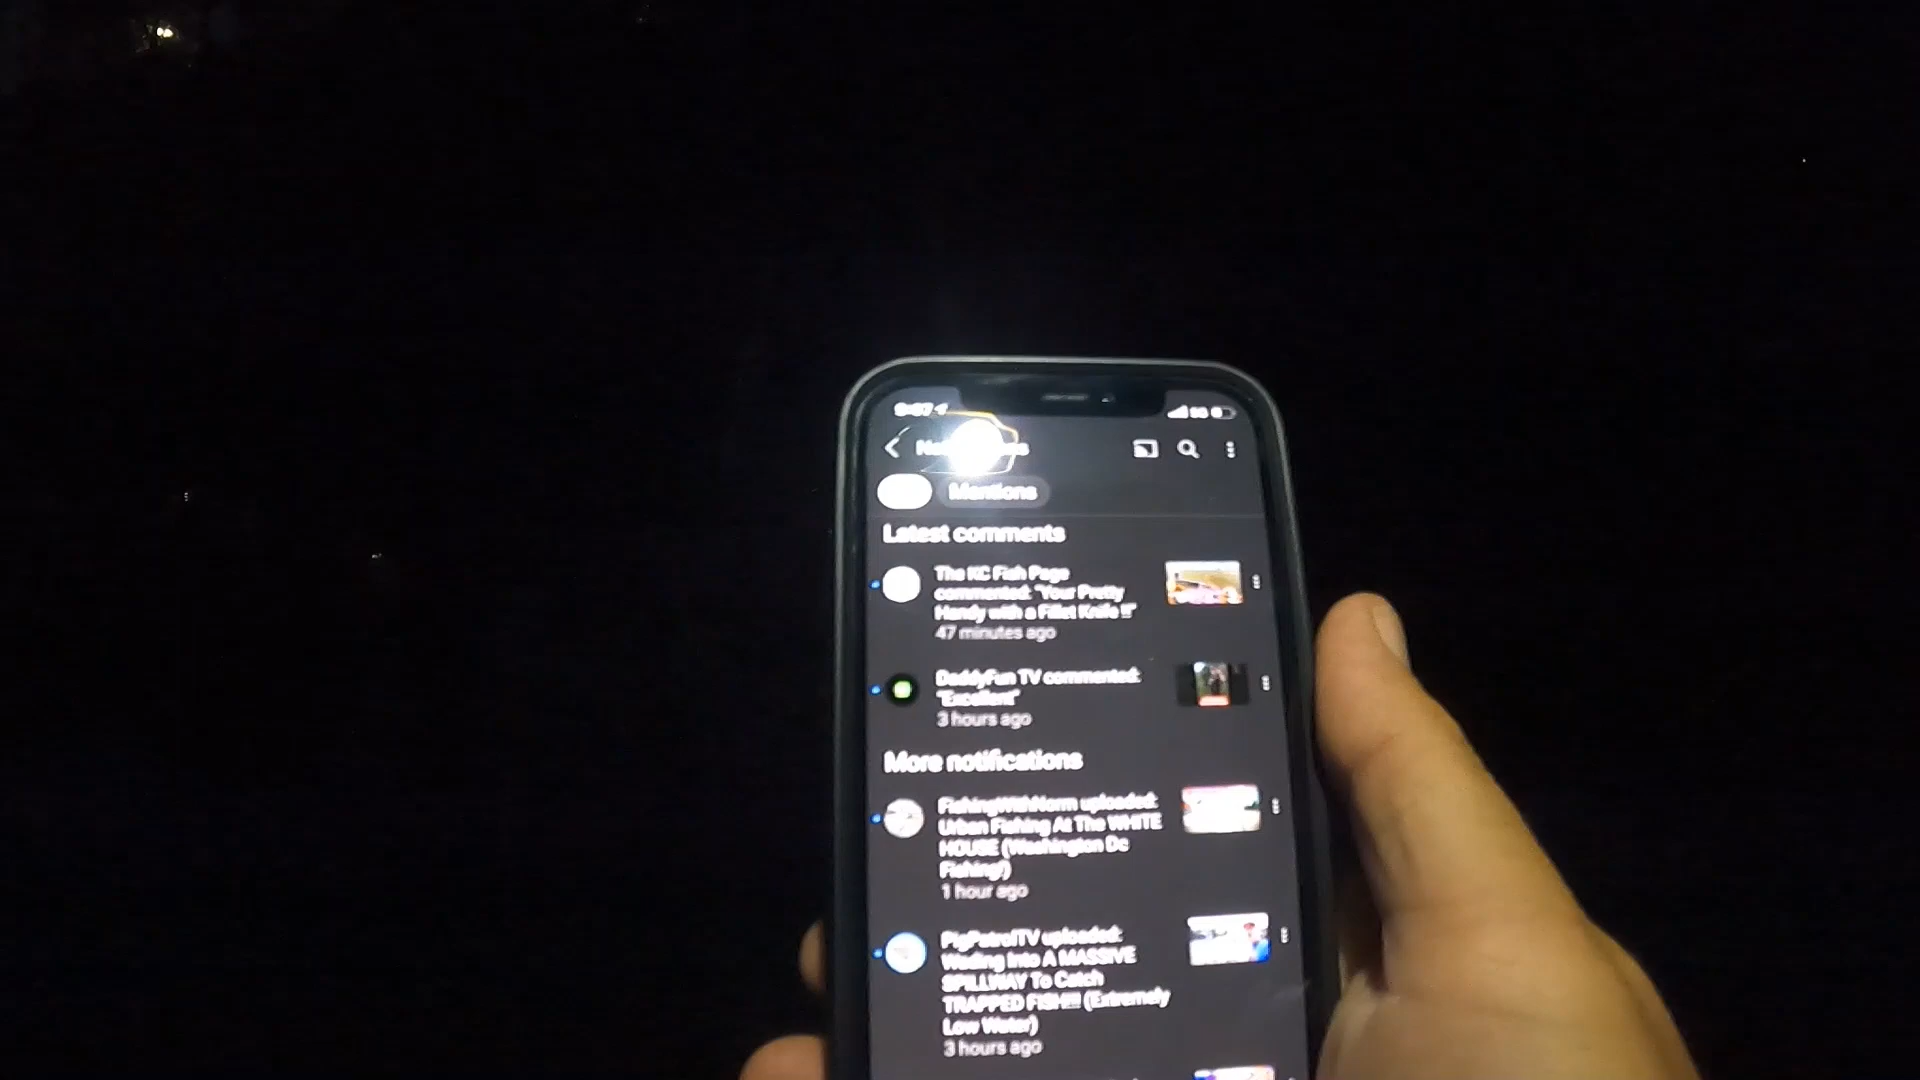 Mentions
Latest comments
The KC Fish Page
commented: "Your Pretty
Handy with a Fillet Knife !!"
47 minutes ago
DaddyFun TV commented:
"Excellent"
3 hours ago
More notifications
FishingWithNorm uploaded:
Urban Fishing At The WHITE
HOUSE (Washington Dc
Fishing!)
1 hour ago
PigPatrolTV uploaded:
Wading Into A MASSIVE
SPILLWAY To Catch
TRAPPED FISH!!! (Extremely
Low Water)
3 hours ago